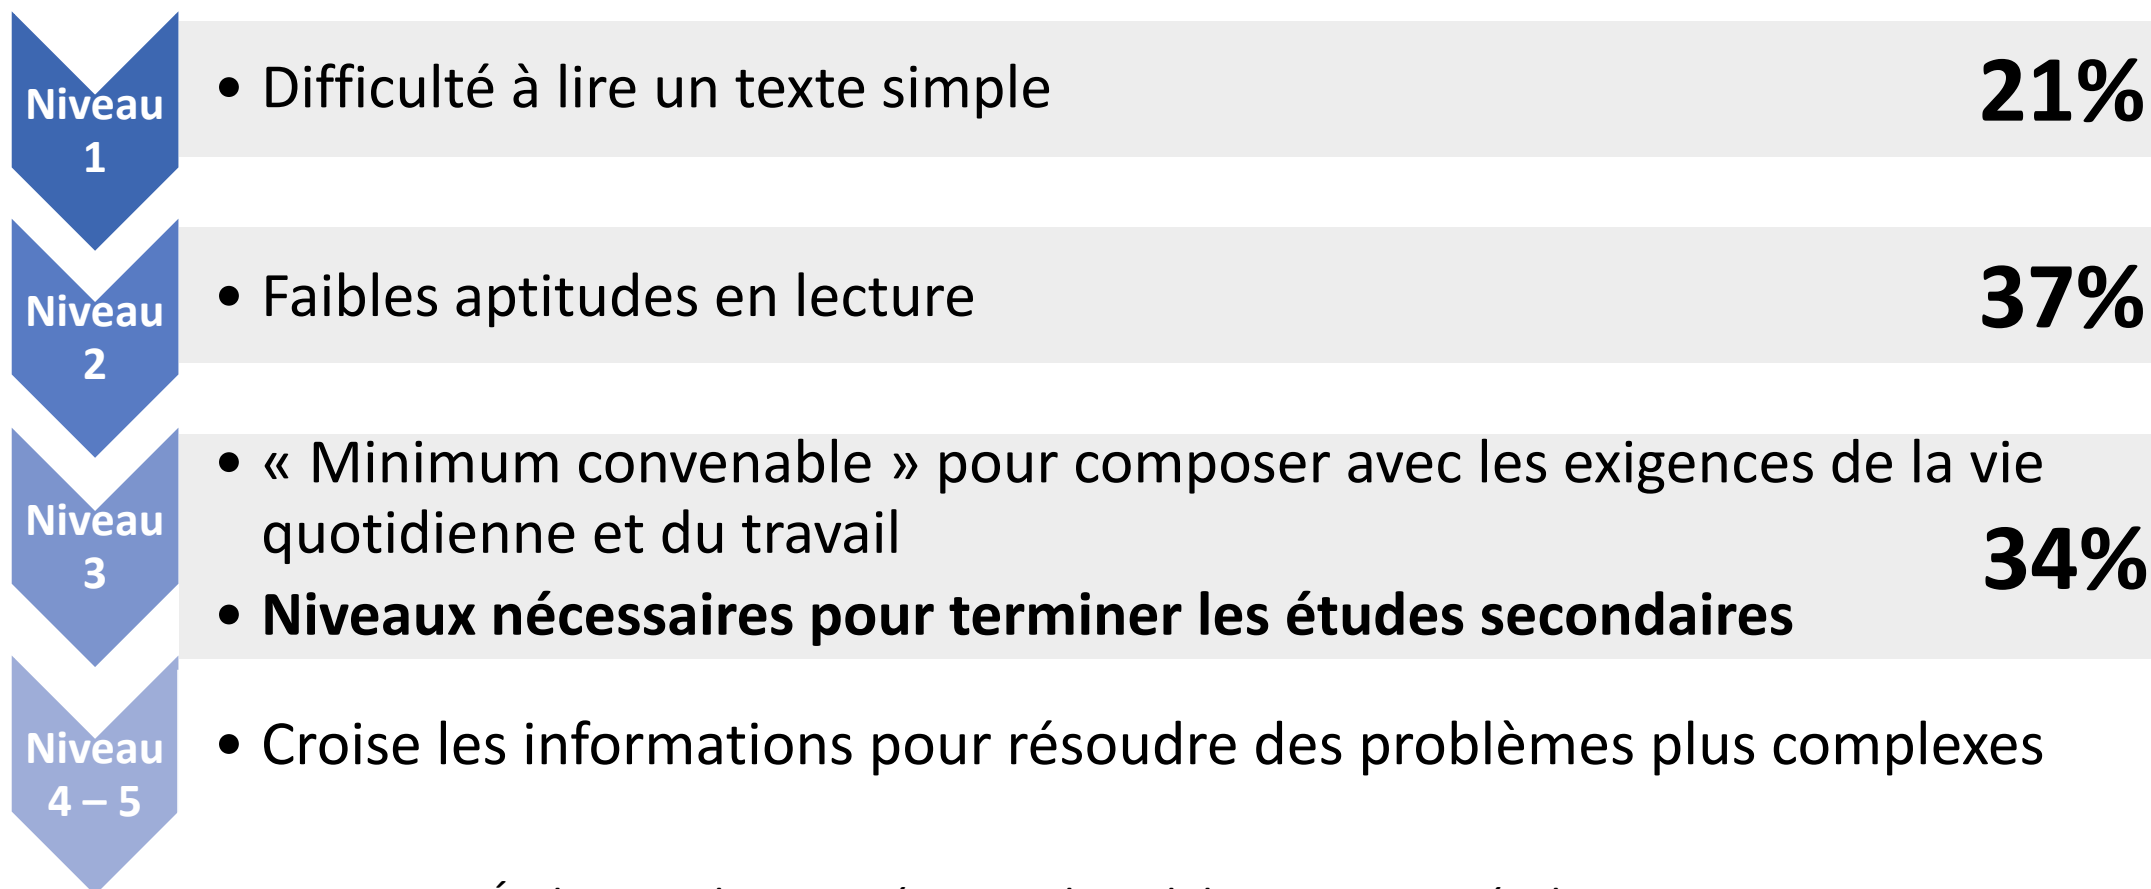 Niveau
1
• Difficulté à lire un texte simple
21%
Niveau
2
• Faibles aptitudes en lecture
37%
Niveau
3
• « Minimum convenable » pour composer avec les exigences de la vie
quotidienne et du travail
• Niveaux nécessaires pour terminer les études secondaires
34%
Niveau
4 – 5
• Croise les informations pour résoudre des problèmes plus complexes